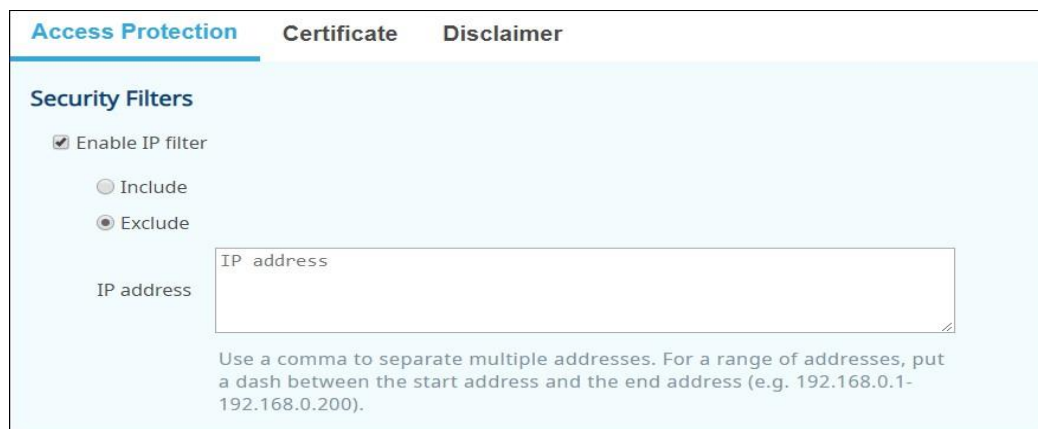 Access Protection Certificate Disclaimer
Security Filters
Enable IP filter
Include
Exclude
IP address
IP address
Use a comma to separate multiple addresses. For a range of addresses, put
a dash between the start address and the end address (e.g. 192.168.0.1-
192.168.0.200).